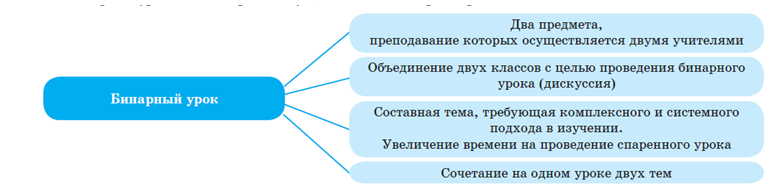 Бинарный урок
Два предмета,
преподавание которых осуществляется двумя учителями
Объединение двух классов с целью проведения бинарного
урока (дискуссия)
Составная тема, требующая комплексного и системного
подхода в изучении.
Увеличение времени на проведение спаренного урока
Сочетание на одном уроке двух тем